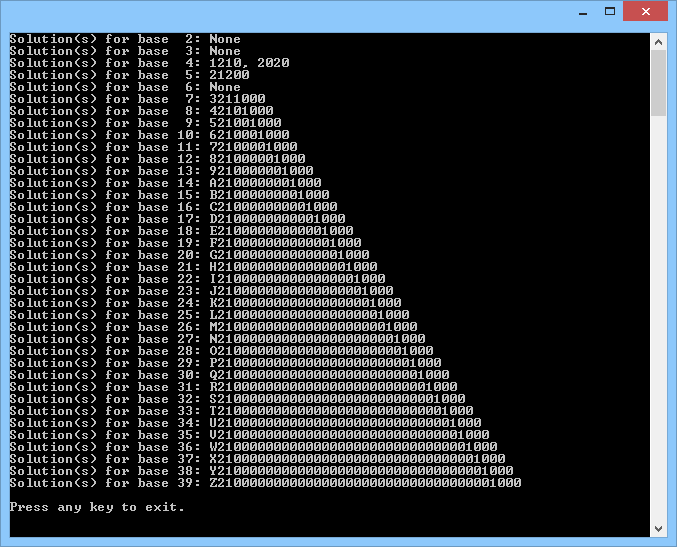 Solution(s) for base  2: None
Solution(s) for base  3: None
Solution(s) for base  4: 1210, 2020
Solution(s) for base  5: 21200
Solution(s) for base  6: None
Solution(s) for base  7: 3211000
Solution(s) for base  8: 42101000
Solution(s) for base  9: 521001000
Solution(s) for base 10: 6210001000
Solution(s) for base 11: 72100001000
Solution(s) for base 12: 821000001000
Solution(s) for base 13: 9210000001000
Solution(s) for base 14: A2100000001000
Solution(s) for base 15: B21000000001000
Solution(s) for base 16: C210000000001000
Solution(s) for base 17: D2100000000001000
Solution(s) for base 18: E21000000000001000
Solution(s) for base 19: F210000000000001000
Solution(s) for base 20: G2100000000000001000
Solution(s) for base 21: H21000000000000001000
Solution(s) for base 22: I210000000000000001000
Solution(s) for base 23: J2100000000000000001000
Solution(s) for base 24: K21000000000000000001000
Solution(s) for base 25: L210000000000000000001000
Solution(s) for base 26: M2100000000000000000001000
Solution(s) for base 27: N21000000000000000000001000
Solution(s) for base 28: O210000000000000000000001000
Solution(s) for base 29: P2100000000000000000000001000
Solution(s) for base 30: Q21000000000000000000000001000
Solution(s) for base 31: R210000000000000000000000001000
Solution(s) for base 32: S2100000000000000000000000001000
Solution(s) for base 33: T21000000000000000000000000001000
Solution(s) for base 34: U210000000000000000000000000001000
Solution(s) for base 35: V2100000000000000000000000000001000
Solution(s) for base 36: W21000000000000000000000000000001000
Solution(s) for base 37: X210000000000000000000000000000001000
Solution(s) for base 38: Y2100000000000000000000000000000001000
Solution(s) for base 39: Z21000000000000000000000000000000001000
Press any key to exit.